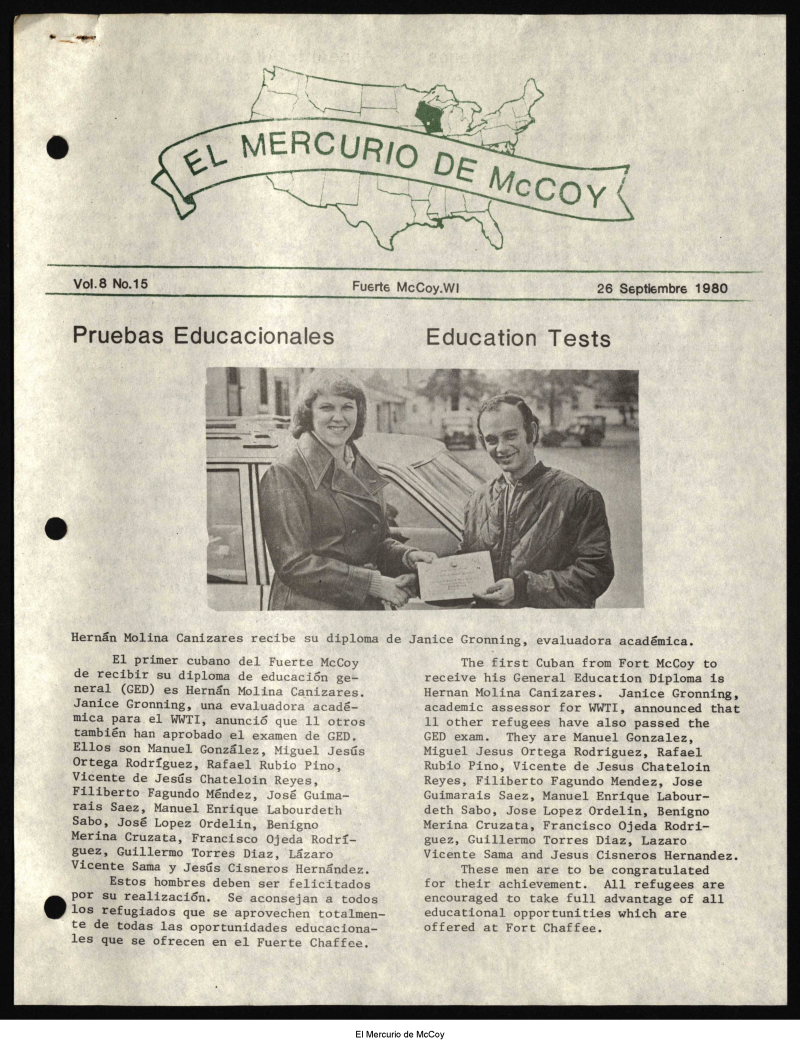 EL MERCURIO DE McCOY
Vol.8 No.15
Fuerte McCoy.WI
26 Septiembre 1980
Pruebas Educacionales
Education Tests
Hernán Molina Canizares recibe su diploma de Janice Gronning, evaluadora académica.
El primer cubano del Fuerte McCoy
de recibir su diploma de educación ge-
neral (GED) es Hernán Molina Canizares.
Janice Gronning, una evaluadora acadé-
mica para el WWTI, anunció que 11 otros
también han aprobado el examen de GED.
Ellos son Manuel González, Miguel Jesús
Ortega Rodríguez, Rafael Rubio Pino,
Vicente de Jesús Chateloin Reyes,
Filiberto Fagundo Méndez, José Guima-
rais Saez, Manuel Enrique Labourdeth
Sabo, José Lopez Ordelin, Benigno
Merina Cruzata, Francisco Ojeda Rodrí-
guez, Guillermo Torres Diaz, Lázaro
Vicente Sama y Jesús Cisneros Hernández.
Estos hombres deben ser felicitados
por su realización. Se aconsejan a todos
los refugiados que se aprovechen totalmen-
te de todas las oportunidades educaciona-
les que se ofrecen en el Fuerte Chaffee.
The first Cuban from Fort McCoy to
receive his General Education Diploma is
Hernan Molina Canizares. Janice Gronning,
academic assessor for WWTI, announced that
11 other refugees have also passed the
GED exam. They are Manuel Gonzalez,
Miguel Jesus Ortega Rodriguez, Rafael
Rubio Pino, Vicente de Jesus Chateloin
Reyes, Filiberto Fagundo Mendez, Jose
Guimarais Saez, Manuel Enrique Labour-
deth Sabo, Jose Lopez Ordelin, Benigno
Merina Cruzata, Francisco Ojeda Rodri-
guez, Guillermo Torres Diaz, Lazaro
Vicente Sama and Jesus Cisneros Hernandez.
These men are to be congratulated
for their achievement. All refugees are
encouraged to take full advantage of all
educational opportunities which are
offered at Fort Chaffee.
El Mercurio de McCoy